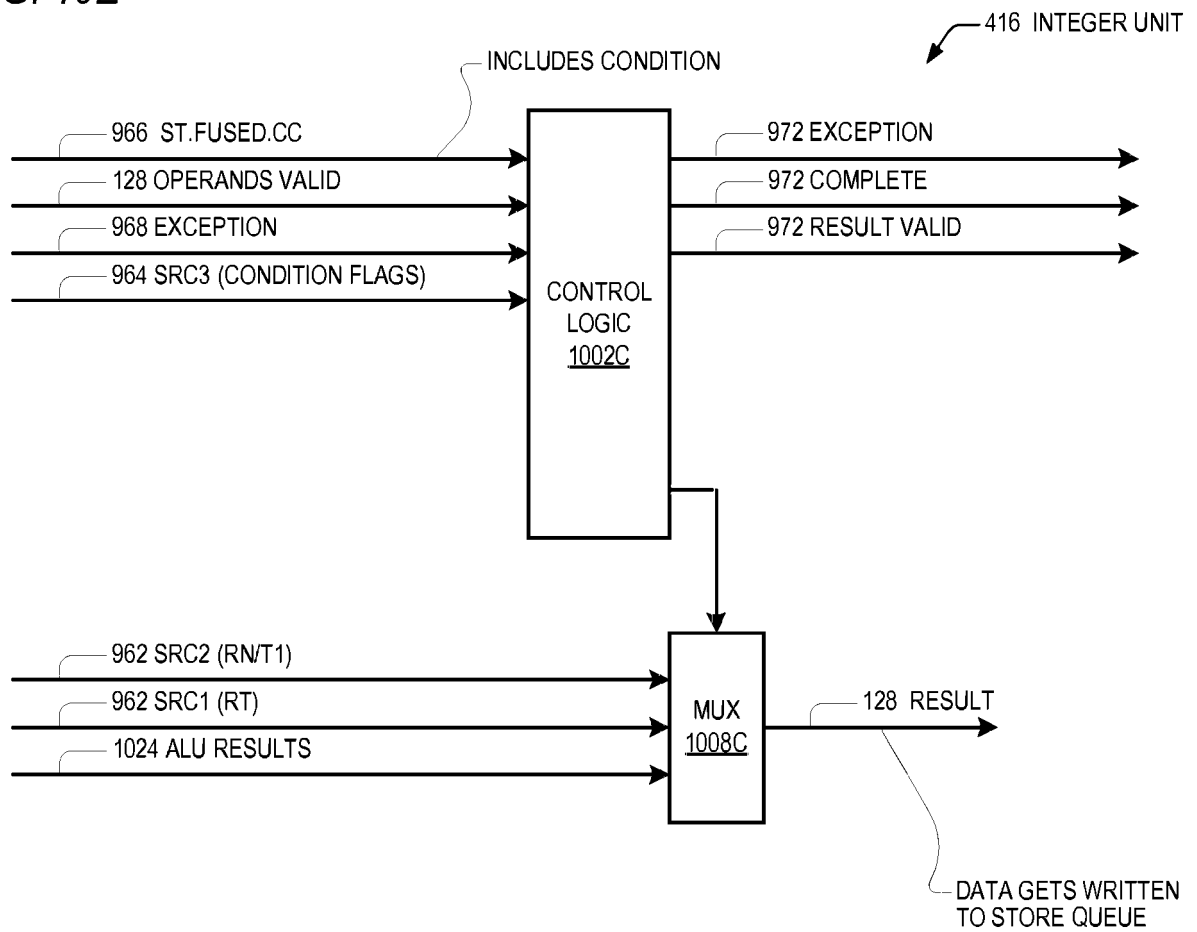 416 INTEGER UNIT
INCLUDES CONDITION
966 ST.FUSED.CC
972 EXCEPTION
128 OPERANDS VALID
972 COMPLETE
968 EXCEPTION
972 RESULT VALID
964 SRC3 (CONDITION FLAGS)
CONTROL
LOGIC
1002C
962 SRC2 (RN/T1)
962 SRC1 (RT)
128 RESULT
MUX
1008C
1024 ALU RESULTS
DATA GETS WRITTEN
TO STORE QUEUE